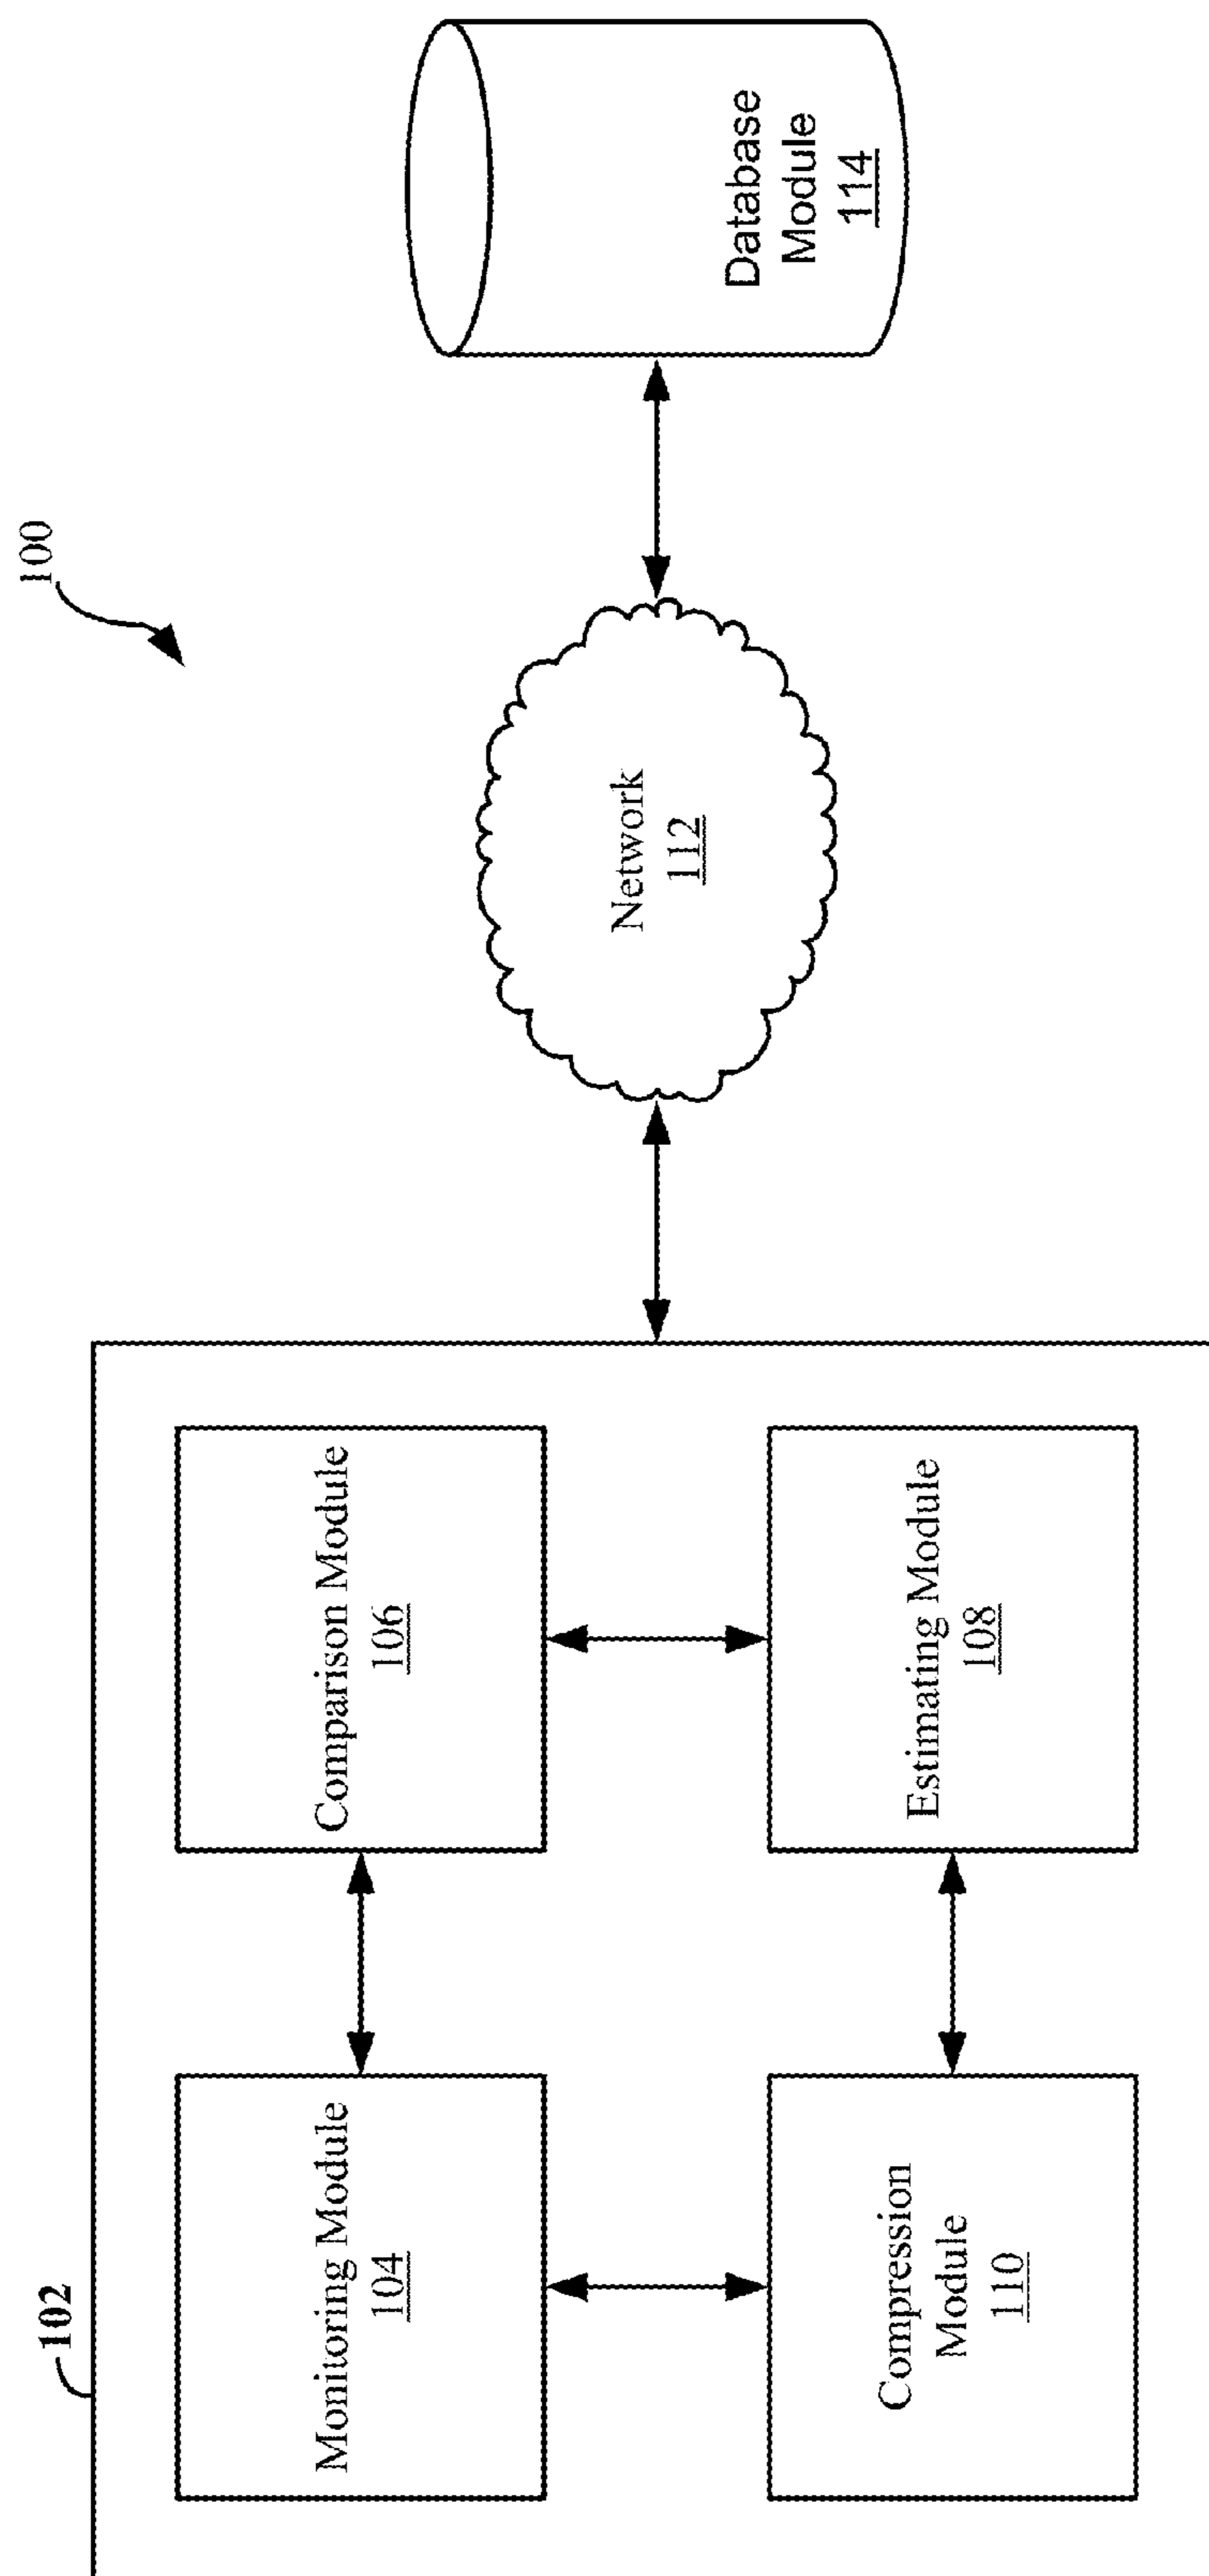 100
102
Monitoring Module
104
Comparison Module
106
Compression
Module
110
Estimating Module
108
Network
112
Database
Module
114